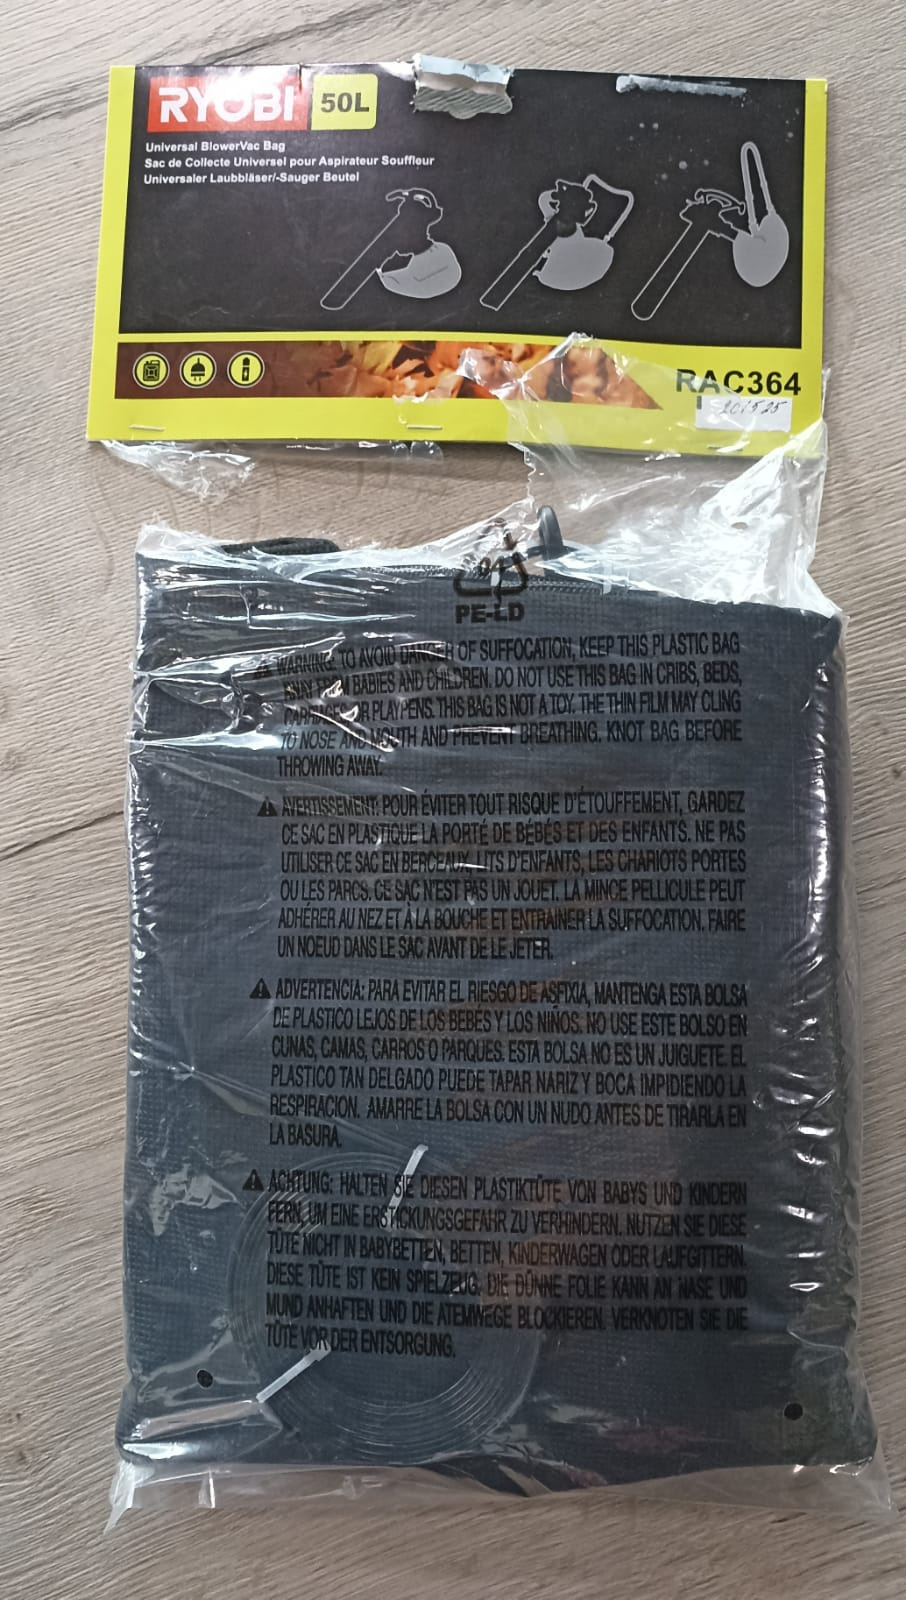 RYOBI 50L
Universal BlowerVac Bag
Sac de Collecte Universel pour Aspirateur Souffleur
Universaler Laubbläser/-Sauger Beutel
RAC364
04
PE-LD
WARNING: TO AVOID DANGER OF SUFFOCATION, KEEP THIS PLASTIC BAG
AWAY FROM BABIES AND CHILDREN. DO NOT USE THIS BAG IN CRIBS, BEDS,
CARRIAGES OR PLAYPENS. THIS BAG IS NOT A TOY. THE THIN FILM MAY CLING
TO NOSE AND MOUTH AND PREVENT BREATHING. KNOT BAG BEFORE
THROWING AWAY.
AVERTISSEMENT: POUR ÉVITER TOUT RISQUE D'ÉTOUFFEMENT, GARDEZ
CE SAC EN PLASTIQUE LA PORTÉ DE BÉBÉS ET DES ENFANTS. NE PAS
UTILISER CE SAC EN BERCEAUX, LITS D'ENFANTS, LES CHARIOTS PORTES
OU LES PARCS. CE SAC N'EST PAS UN JOUET. LA MINCE PELLICULE PEUT
ADHÉRER AU NEZ ET À LA BOUCHE ET ENTRAINER LA SUFFOCATION. FAIRE
UN NOEUD DANS LE SAC AVANT DE LE JETER.
ADVERTENCIA: PARA EVITAR EL RIESGO DE ASFIXIA, MANTENGA ESTA BOLSA
DE PLASTICO LEJOS DE LOS BEBÉS Y LOS NIÑOS. NO USE ESTE BOLSO EN
CUNAS, CAMAS, CARROS O PARQUES. ESTA BOLSA NO ES UN JUIGUETE. EL
PLASTICO TAN DELGADO PUEDE TAPAR NARIZ Y BOCA IMPIDIENDO LA
RESPIRACION. AMARRE LA BOLSA CON UN NUDO ANTES DE TIRARLA EN
LA BASURA.
ACHTUNG: HALTEN SIE DIESEN PLASTIKTÜTE VON BABYS UND KINDERN
FERN, UM EINE ERSTICKUNGSGEFAHR ZU VERHINDERN. NUTZEN SIE DIESE
TÜTE NICHT IN BABYBETTEN, BETTEN, KINDERWAGEN ODER LAUFGITTERN.
DIESE TÜTE IST KEIN SPIELZEUG. DIE DÜNNE FOLIE KANN AN NASE UND
MUND ANHAFTEN UND DIE ATEMWEGE BLOCKIEREN. VERKNOTEN SIE DIE
TÜTE VOR DER ENTSORGUNG.